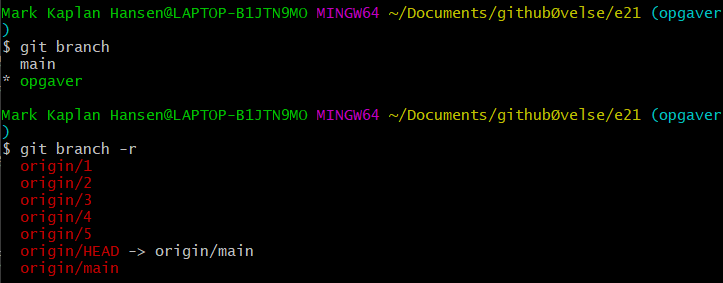 Mark Kaplan Hansen@LAPTOP-B1JTN9MO MINGW64 ~/Documents/githubØvelse/e21 (opgaver
)
$ git branch
  main
* opgaver
Mark Kaplan Hansen@LAPTOP-B1JTN9MO MINGW64 ~/Documents/githubØvelse/e21 (opgaver
)
$ git branch -r
  origin/1
  origin/2
  origin/3
  origin/4
  origin/5
  origin/HEAD -> origin/main
  origin/main